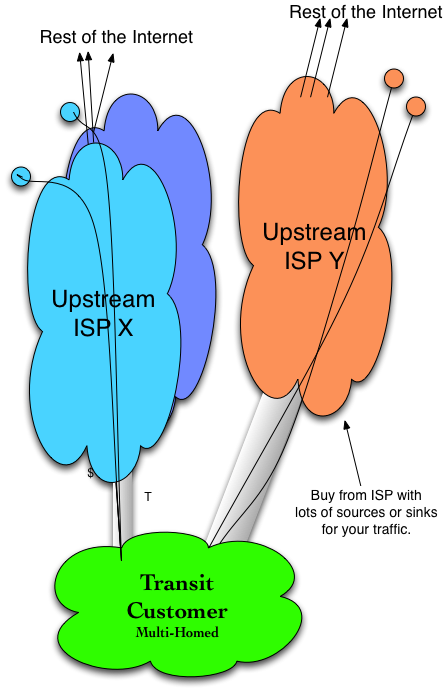 Rest of the Internet
Rest of the Internet
Upstream
ISP X
Upstream
ISP Y
$
T
Buy from ISP with
lots of sources or sinks
for your traffic.
Transit
Customer
Multi-Homed